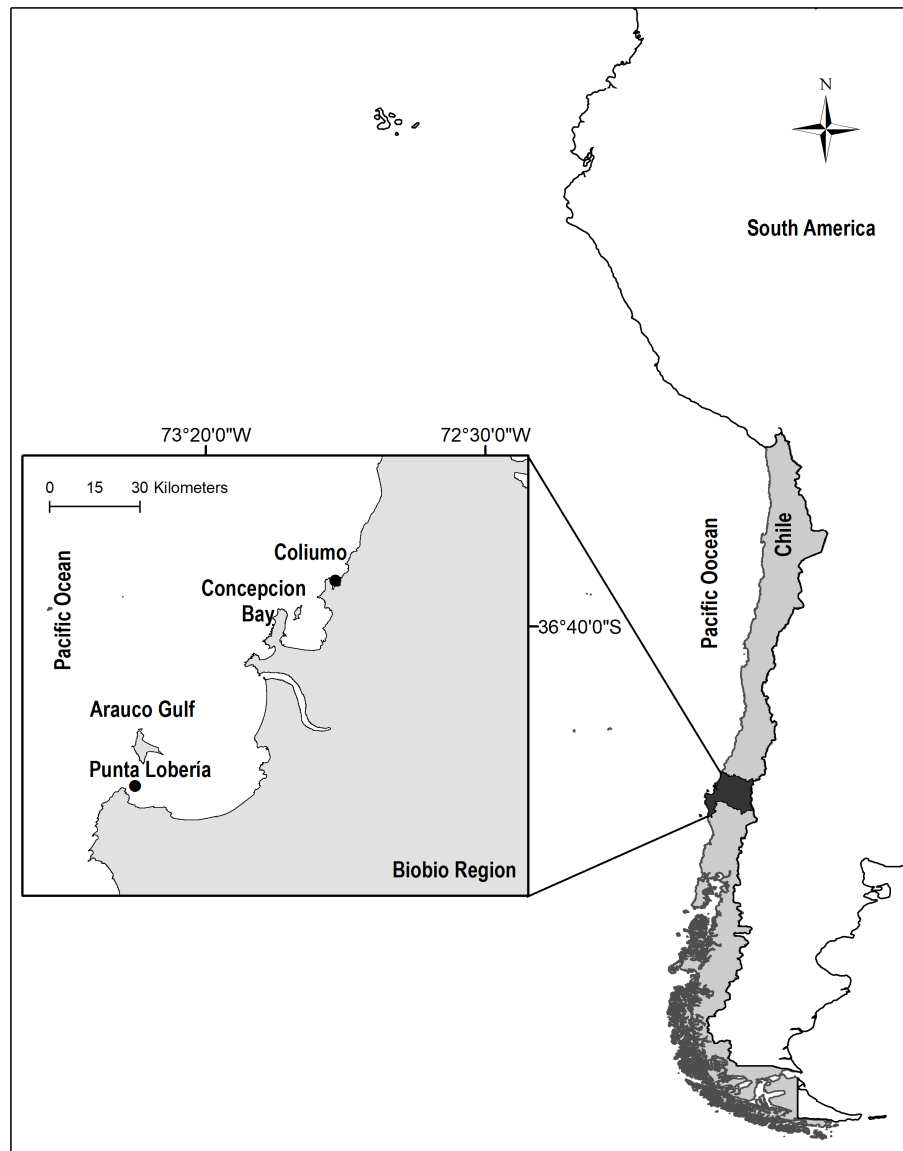 N
South America
73°20'0"W
72°30'0"W
0 15 30 Kilometers
Chile
Pacific Oocean
Pacific Ocean
Coliumo
Concepcion
Bay
36°40'0"S
Arauco Gulf
Punta Lobería
Biobio Region